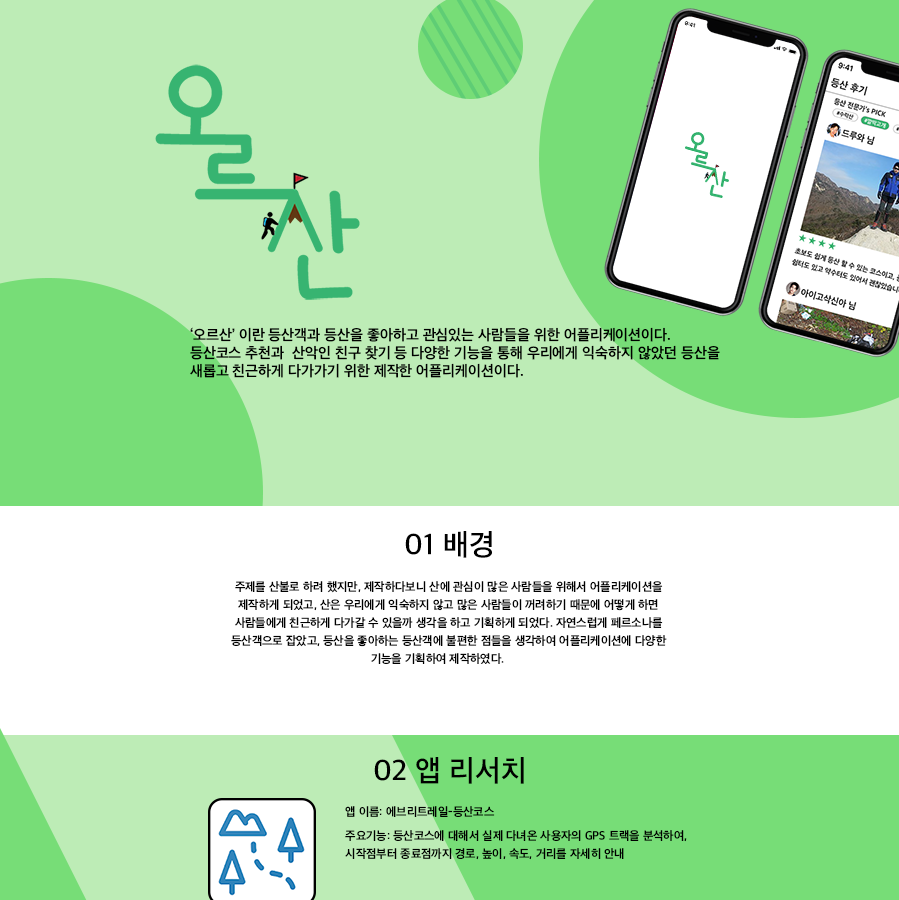 오르산
9:41
오르산
9:41
등산 후기
등산 전문가's PICK
#수락산
드루와 님
★★★★
초보도 쉽게 등산 할 수 있는 코스이고,
쉼터도 있고 약수터도 있어서 괜찮았습니
아이고삭신아 님
‘오르산’ 이란 등산객과 등산을 좋아하고 관심있는 사람들을 위한 어플리케이션이다.
등산코스 추천과 산악인 친구 찾기 등 다양한 기능을 통해 우리에게 익숙하지 않았던 등산을
새롭고 친근하게 다가가기 위한 제작한 어플리케이션이다.
01 배경
주제를 산불로 하려 했지만, 제작하다보니 산에 관심이 많은 사람들을 위해서 어플리케이션을
제작하게 되었고, 산은 우리에게 익숙하지 않고 많은 사람들이 꺼려하기 때문에 어떻게 하면
사람들에게 친근하게 다가갈 수 있을까 생각을 하고 기획하게 되었다. 자연스럽게 페르소나를
등산객으로 잡았고, 등산을 좋아하는 등산객에 불편한 점들을 생각하여 어플리케이션에 다양한
기능을 기획하여 제작하였다.
02 앱 리서치
앱 이름: 에브리트레일-등산코스
주요기능: 등산코스에 대해서 실제 다녀온 사용자의 GPS 트랙을 분석하여,
시작점부터 종료점까지 경로, 높이, 속도, 거리를 자세히 안내